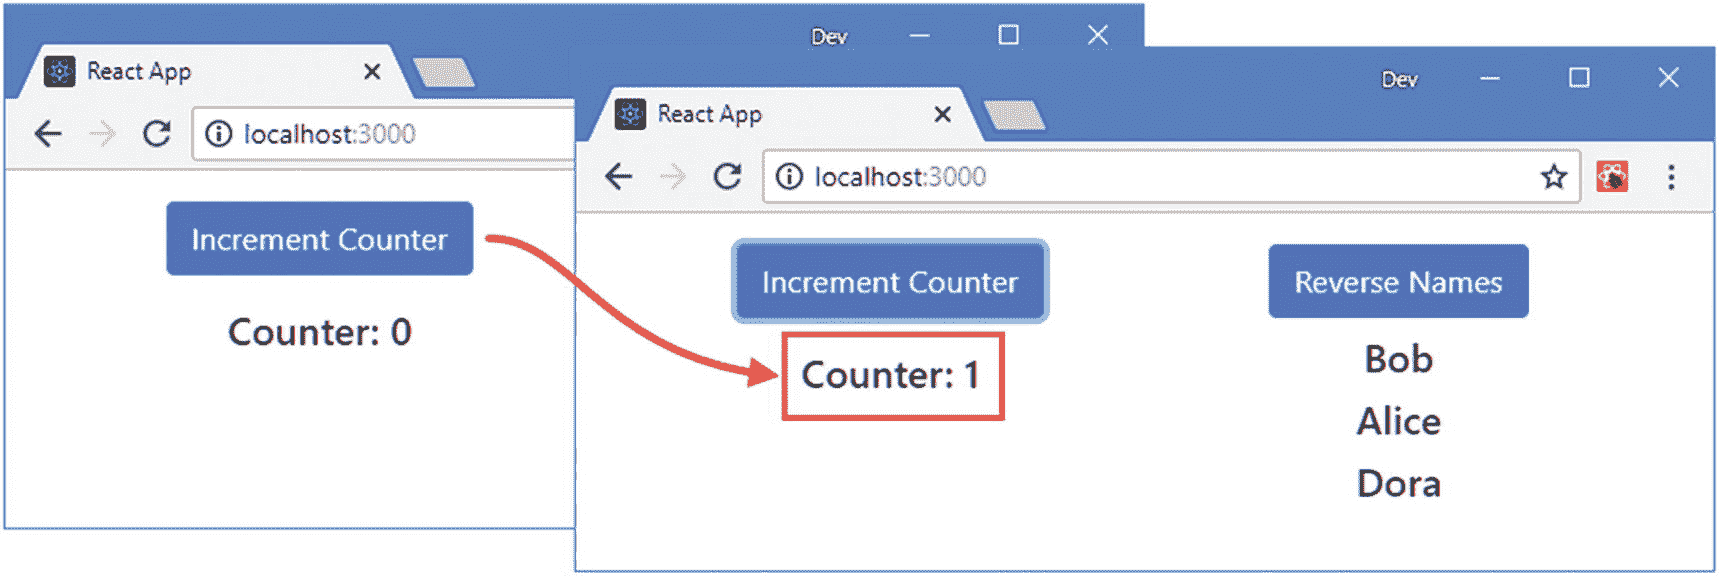 Dev
React App
localhost:3000
Increment Counter
Counter: 0
Dev
React App
localhost:3000
Increment Counter
Reverse Names
Counter: 1
Bob
Alice
Dora